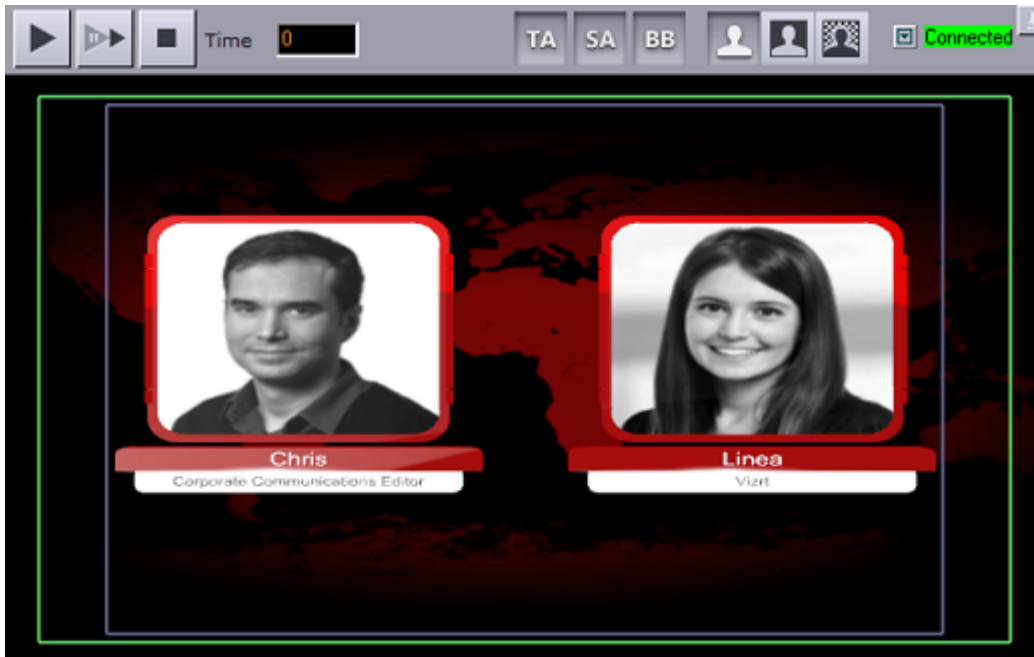 Time 0 TA SA BB Connected
Chris
Corporate Communications Editor
Linea
Vizrt